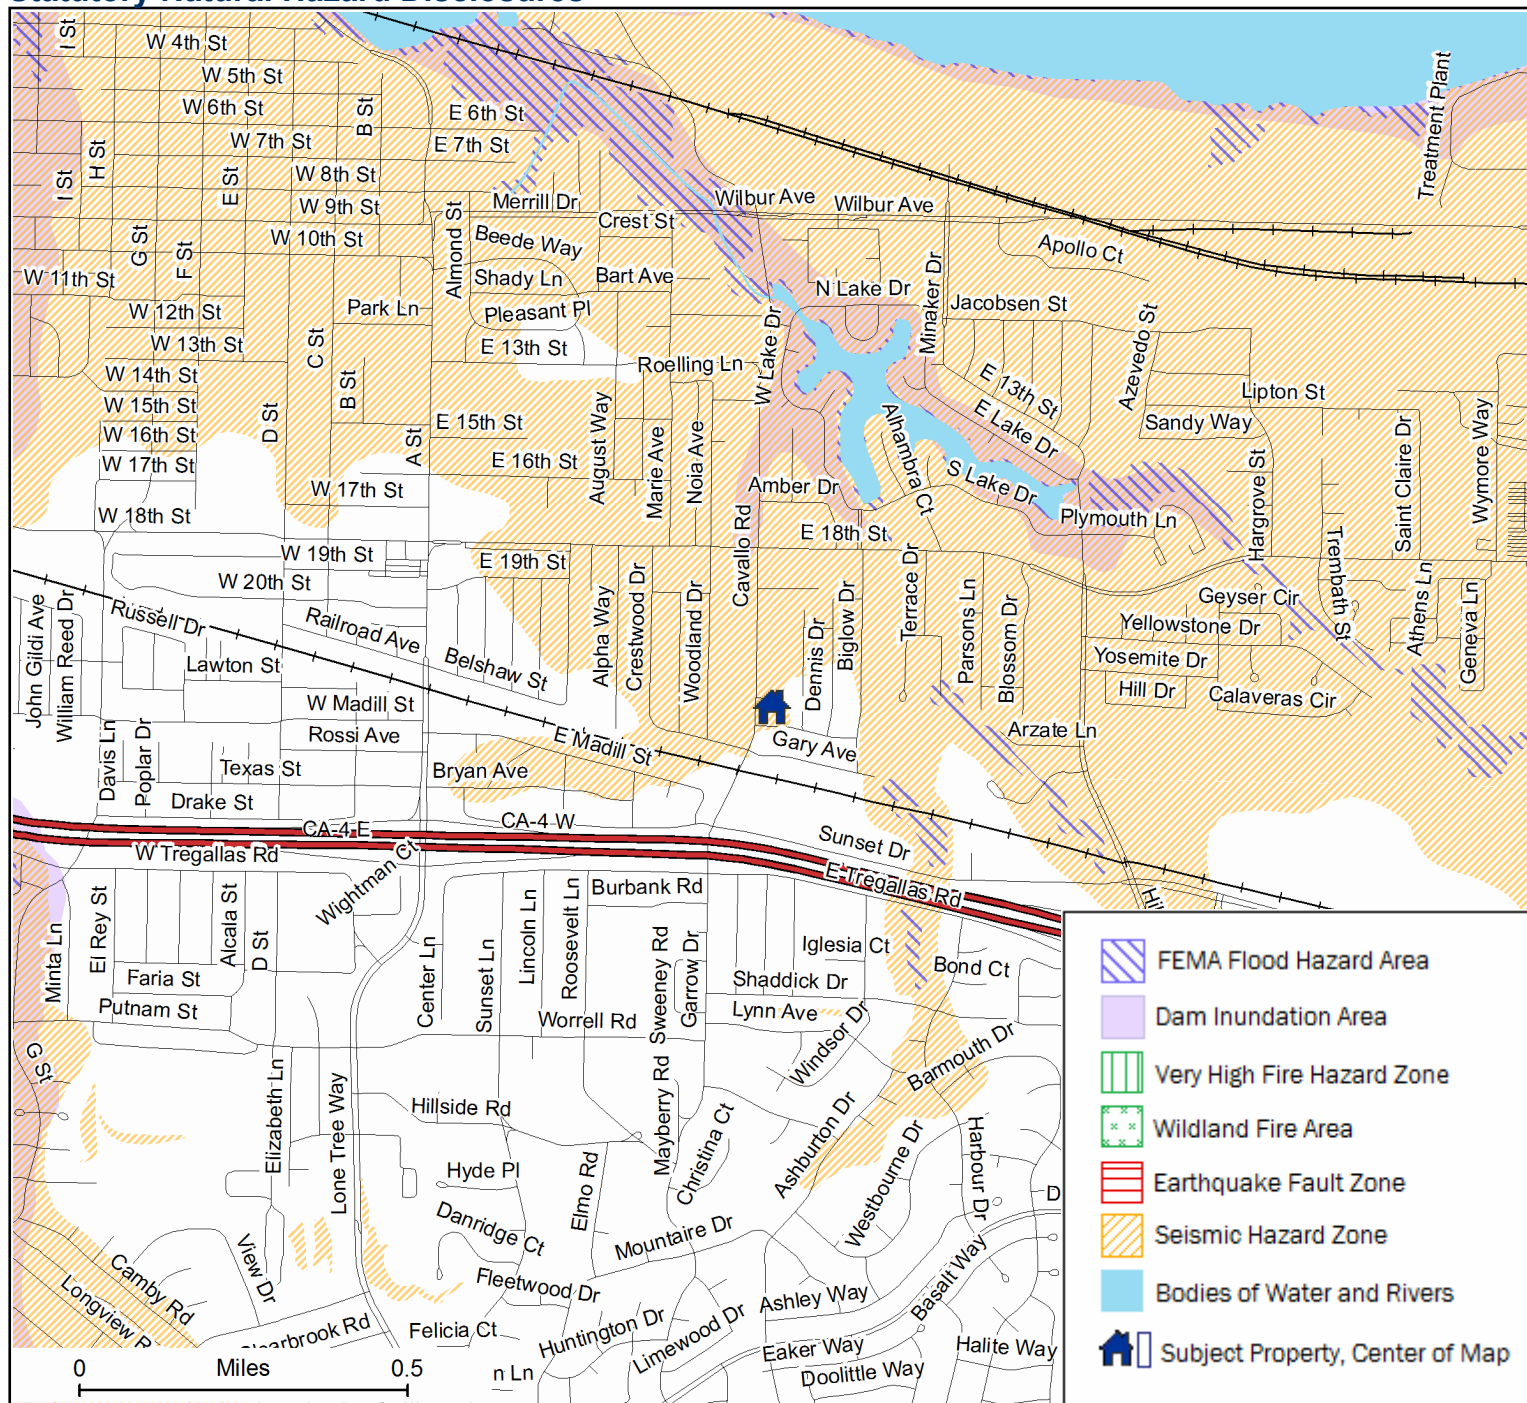 Statutory Natural Hazard Disclosures
I St
W 4th St
W 5th St
W 6th St
B St
E 6th St
Treatment Plant
W 7th St
E 7th St
H St
I St
E St
W 8th St
W 9th St
Merrill Dr
Crest St
Wilbur Ave
Wilbur Ave
G St
F St
W 10th St
Almond St
Beede Way
Apollo Ct
W 11th St
Shady Ln
Bart Ave
N Lake Dr
Minaker Dr
Jacobsen St
W 12th St
Park Ln
Pleasant Pl
W 13th St
C St
E 13th St
Roelling Ln
W Lake Dr
Azevedo St
W 14th St
B St
E 13th St
Lipton St
W 15th St
D St
A St
E 15th St
August Way
Marie Ave
Nola Ave
Alhambra Ct
E Lake Dr
Sandy Way
Saint Claire Dr
Wymore Way
W 16th St
W 17th St
E 16th St
W 17th St
Amber Dr
S Lake Dr
Hargrove St
W 18th St
Cavallo Rd
E 18th St
Plymouth Ln
W 19th St
E 19th St
Trembath St
W 20th St
Alpha Way
Crestwood Dr
Woodland Dr
Dennis Dr
Biglow Dr
Terrace Dr
Parsons Ln
Blossom Dr
Geyser Cir
Athens Ln
Geneva Ln
John Gildi Ave
William Reed Dr
Russell Dr
Railroad Ave
Yellowstone Dr
Lawton St
Belshaw St
Yosemite Dr
Hill Dr
Calaveras Cir
W Madill St
Rossi Ave
E Madill St
Gary Ave
Arzate Ln
Davis Ln
Poplar Dr
Texas St
Bryan Ave
Drake St
CA-4 E
CA-4 W
Sunset Dr
W Tregallas Rd
E Tregallas Rd
Wightman Ct
Burbank Rd
El Rey St
Alcala St
D St
Minta Ln
Center Ln
Sunset Ln
Lincoln Ln
Roosevelt Ln
Sweeney Rd
Garrow Dr
Iglesia Ct
Bond Ct
Faria St
Shaddick Dr
Putnam St
Worrell Rd
Lynn Ave
Windsor Dr
Barmouth Dr
G St
Elizabeth Ln
Lone Tree Way
Hillside Rd
Mayberry Rd
Christina Ct
Ashburton Dr
Westbourne Dr
Harbour Dr
Hyde Pl
Elmo Rd
Danridge Ct
Mountaire Dr
View Dr
Camby Rd
Longview R
Fleetwood Dr
Basalt Way
Ashley Way
Felicia Ct
Huntington Dr
Limewood Dr
Eaker Way
Halite Way
n Ln
Doolittle Way
D
0 Miles 0.5
FEMA Flood Hazard Area
Dam Inundation Area
Very High Fire Hazard Zone
Wildland Fire Area
Earthquake Fault Zone
Seismic Hazard Zone
Bodies of Water and Rivers
Subject Property, Center of Map